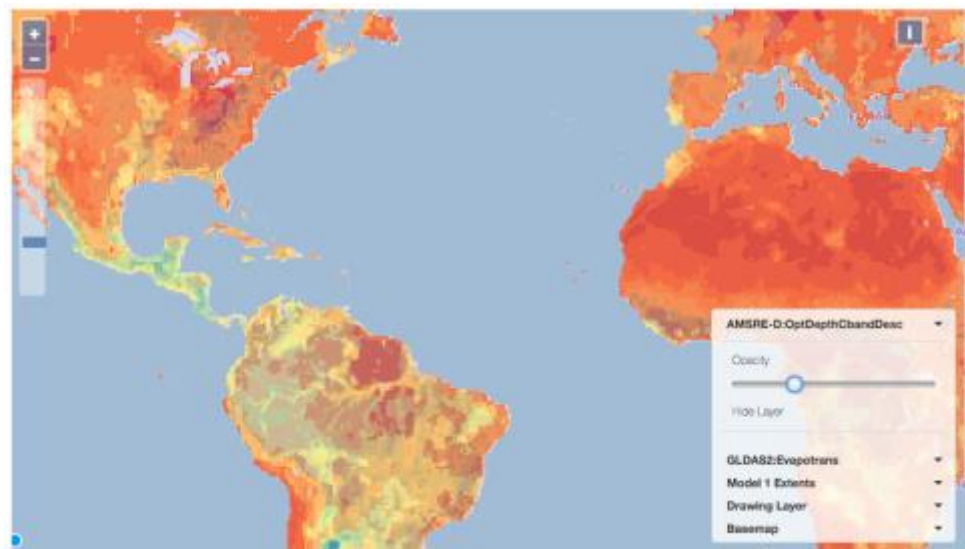 +
−
AMSRE-D:OptDepthCbandDesc
Opacity
Hide Layer
GLDAS2:Evapotrans
Model 1 Extents
Drawing Layer
Basemap